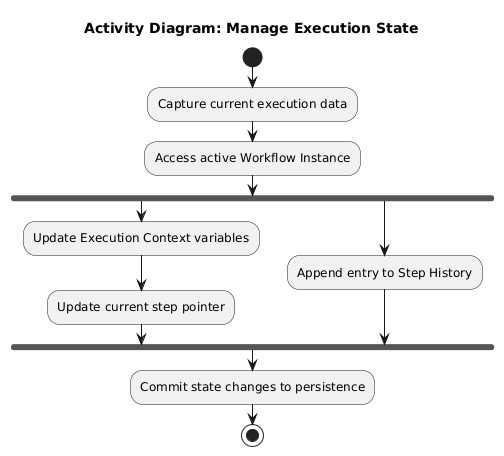 Activity Diagram: Manage Execution State
Capture current execution data
Access active Workflow Instance
Update Execution Context variables
Append entry to Step History
Update current step pointer
Commit state changes to persistence